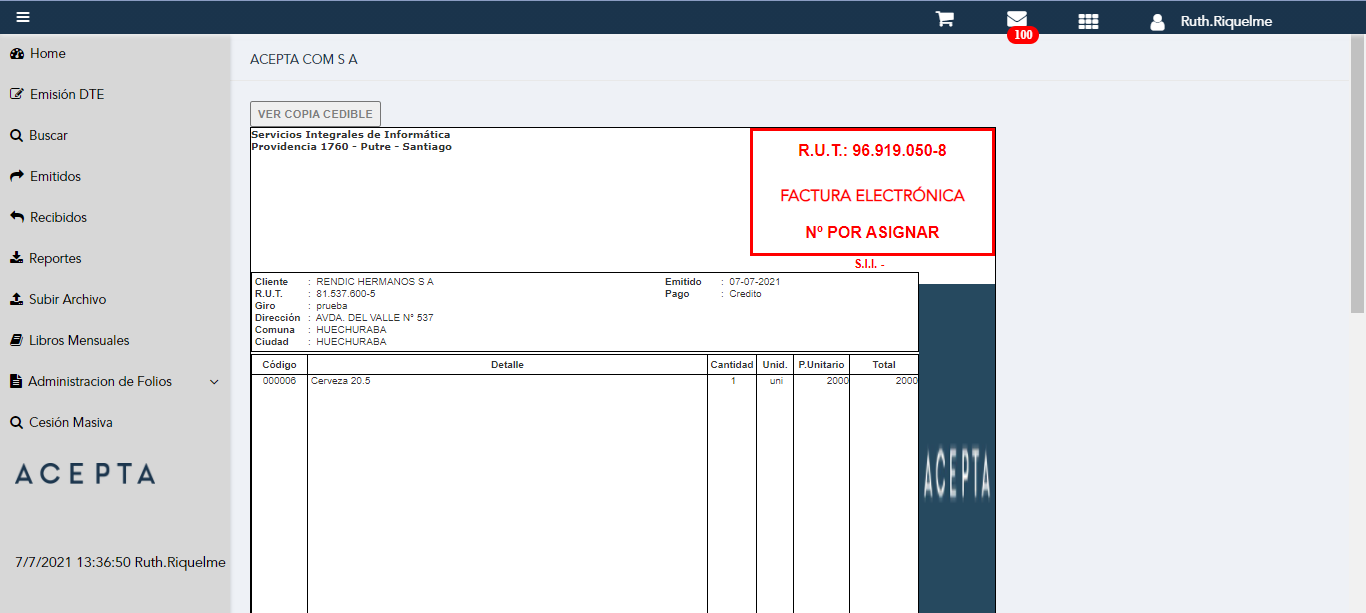 Ruth.Riquelme
100
Home
Emisión DTE
Buscar
Emitidos
Recibidos
Reportes
Subir Archivo
Libros Mensuales
Administracion de Folios
Cesión Masiva
ACEPTA
7/7/2021 13:36:50 Ruth.Riquelme
ACEPTA COM S A
VER COPIA CEDIBLE
Servicios Integrales de Informática
Providencia 1760 - Putre - Santiago
R.U.T.: 96.919.050-8
FACTURA ELECTRÓNICA
Nº POR ASIGNAR
S.I.I. -
Cliente : RENDIC HERMANOS S A Emitido : 07-07-2021
R.U.T. : 81.537.600-5 Pago : Credito
Giro : prueba
Dirección : AVDA. DEL VALLE N° 537
Comuna : HUECHURABA
Ciudad : HUECHURABA
Código Detalle Cantidad Unid. P.Unitario Total
000006 Cerveza 20.5 1 uni 2000 2000
ACEPTA